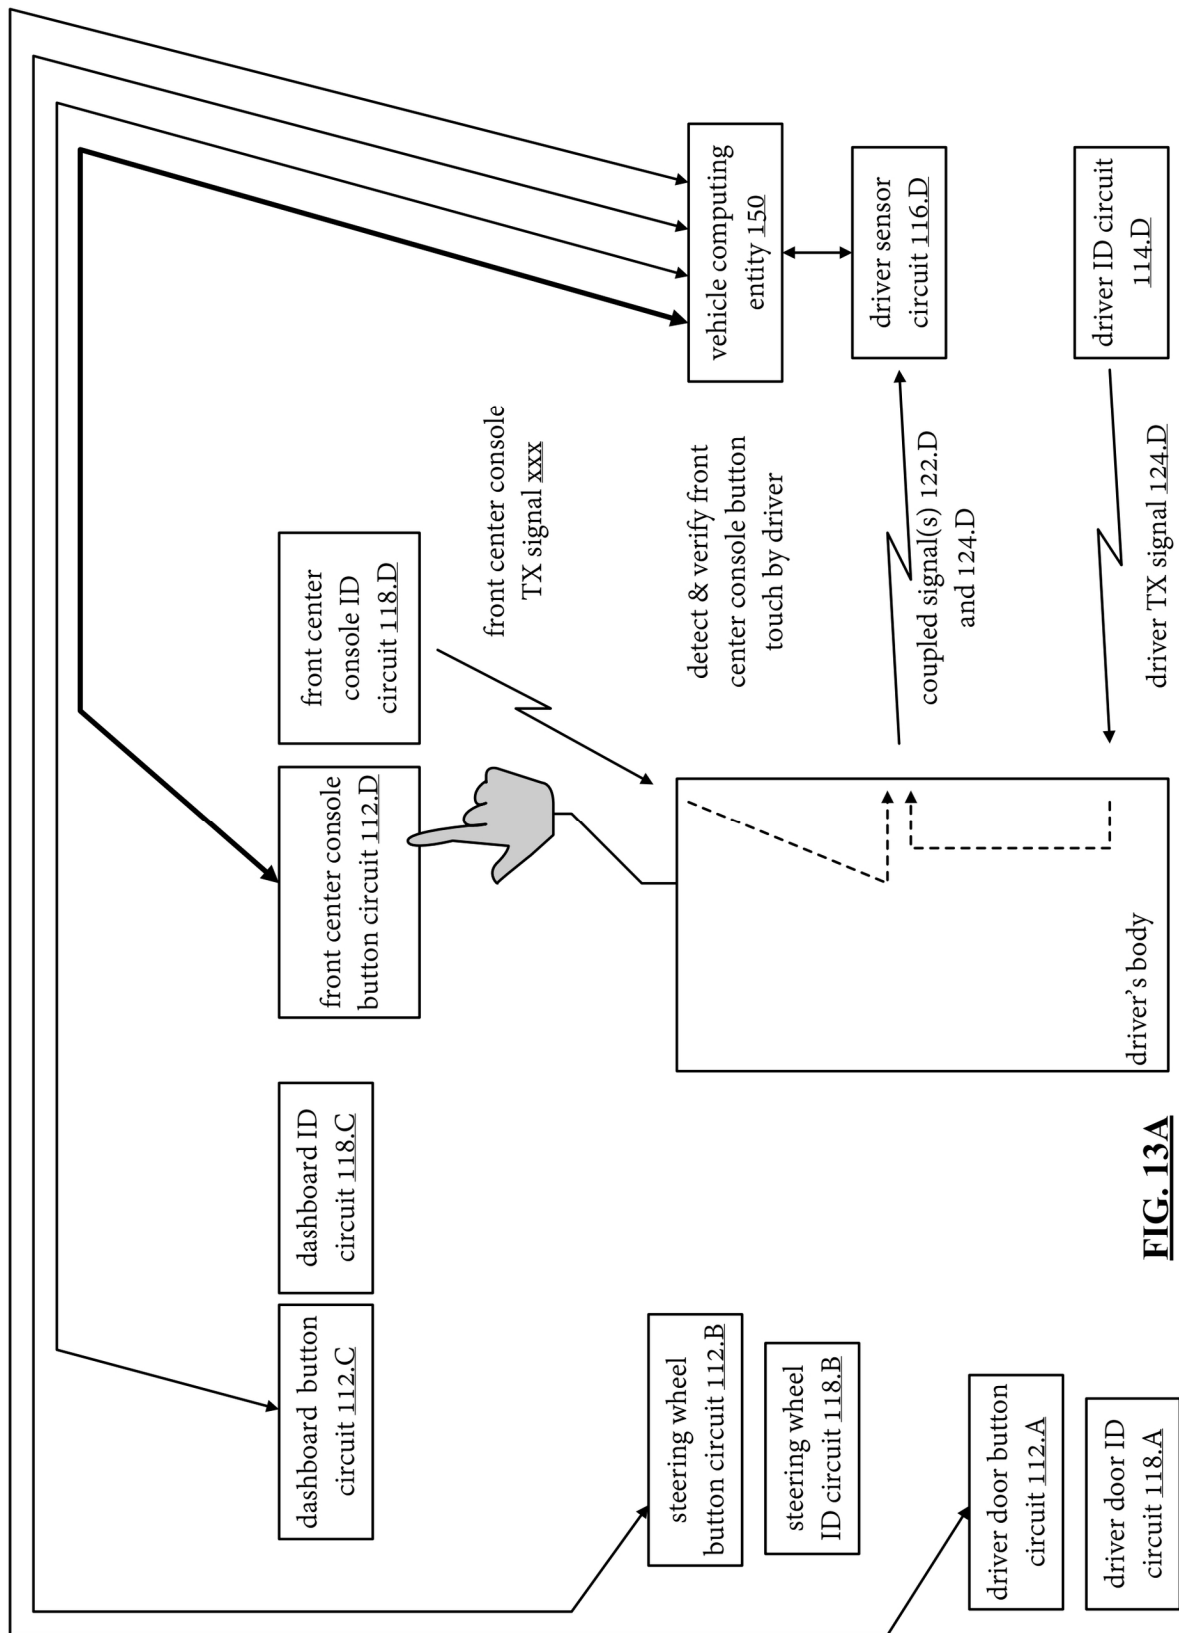 dashboard button
circuit 112.C
dashboard ID
circuit 118.C
front center console
button circuit 112.D
front center
console ID
circuit 118.D
front center console
TX signal xxx
steering wheel
button circuit 112.B
steering wheel
ID circuit 118.B
detect & verify front
center console button
touch by driver
vehicle computing
entity 150
driver sensor
circuit 116.D
coupled signal(s) 122.D
and 124.D
driver door button
circuit 112.A
driver door ID
circuit 118.A
driver's body
driver TX signal 124.D
driver ID circuit
114.D
FIG. 13A